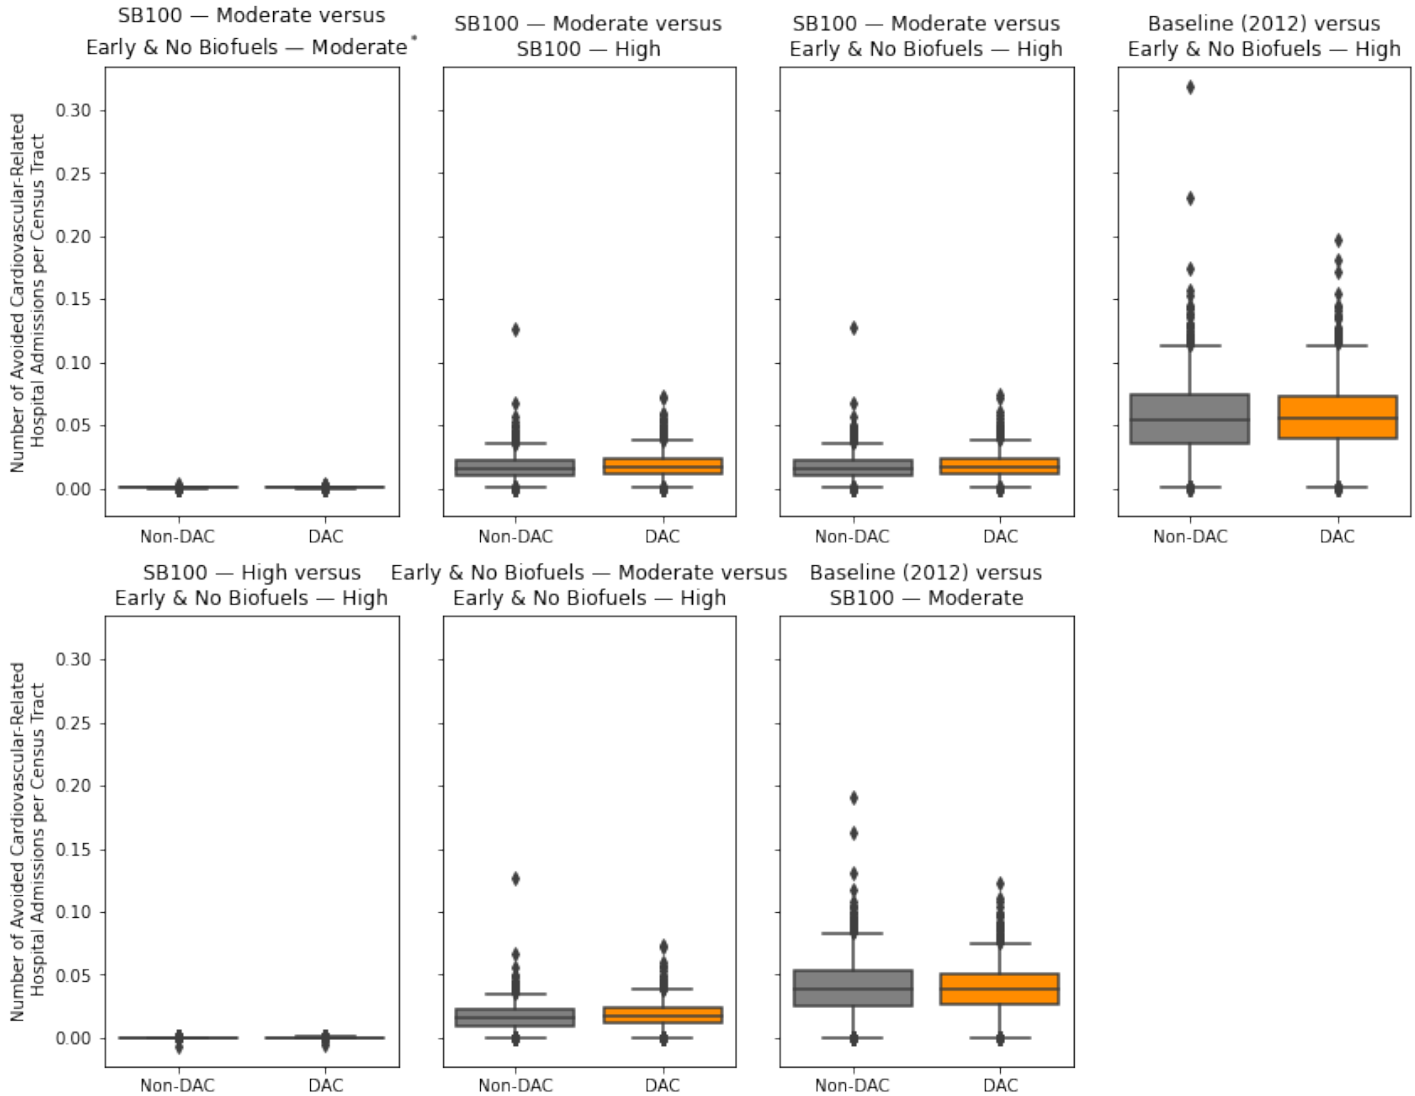 SB100 — Moderate versus
Early & No Biofuels — Moderate*
SB100 — Moderate versus
SB100 — High
SB100 — Moderate versus
Early & No Biofuels — High
Baseline (2012) versus
Early & No Biofuels — High
Number of Avoided Cardiovascular-Related
Hospital Admissions per Census Tract
0.30
0.25
0.20
0.15
0.10
0.05
0.00
Non-DAC DAC
Non-DAC DAC
Non-DAC DAC
Non-DAC DAC
SB100 — High versus
Early & No Biofuels — High
Early & No Biofuels — Moderate versus
Early & No Biofuels — High
Baseline (2012) versus
SB100 — Moderate
Number of Avoided Cardiovascular-Related
Hospital Admissions per Census Tract
0.30
0.25
0.20
0.15
0.10
0.05
0.00
Non-DAC DAC
Non-DAC DAC
Non-DAC DAC